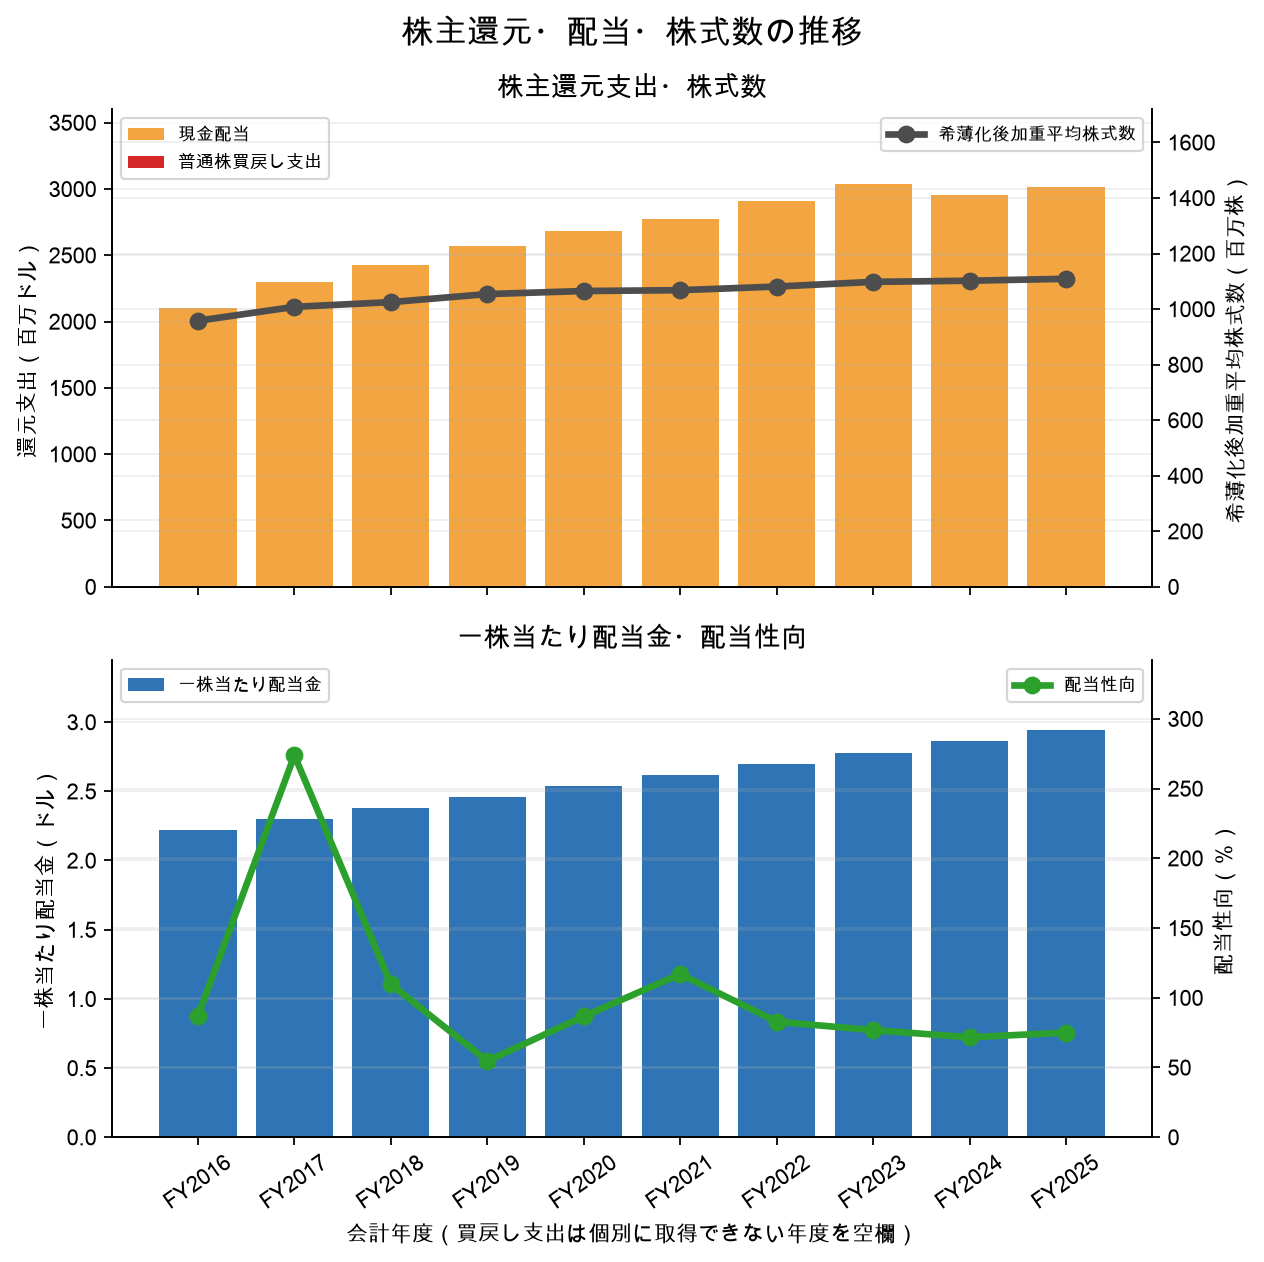 株主還元・配当・株式数の推移
株主還元支出・株式数
現金配当
普通株買戻し支出
希薄化後加重平均株式数
3500
3000
2500
2000
1500
1000
500
0
還元支出(百万ドル)
1600
1400
1200
1000
800
600
400
200
0
希薄化後加重平均株式数(百万株)
一株当たり配当金・配当性向
一株当たり配当金
配当性向
3.0
2.5
2.0
1.5
1.0
0.5
0.0
一株当たり配当金(ドル)
300
250
200
150
100
50
0
配当性向(%)
FY2016
FY2017
FY2018
FY2019
FY2020
FY2021
FY2022
FY2023
FY2024
FY2025
会計年度(買戻し支出は個別に取得できない年度を空欄)